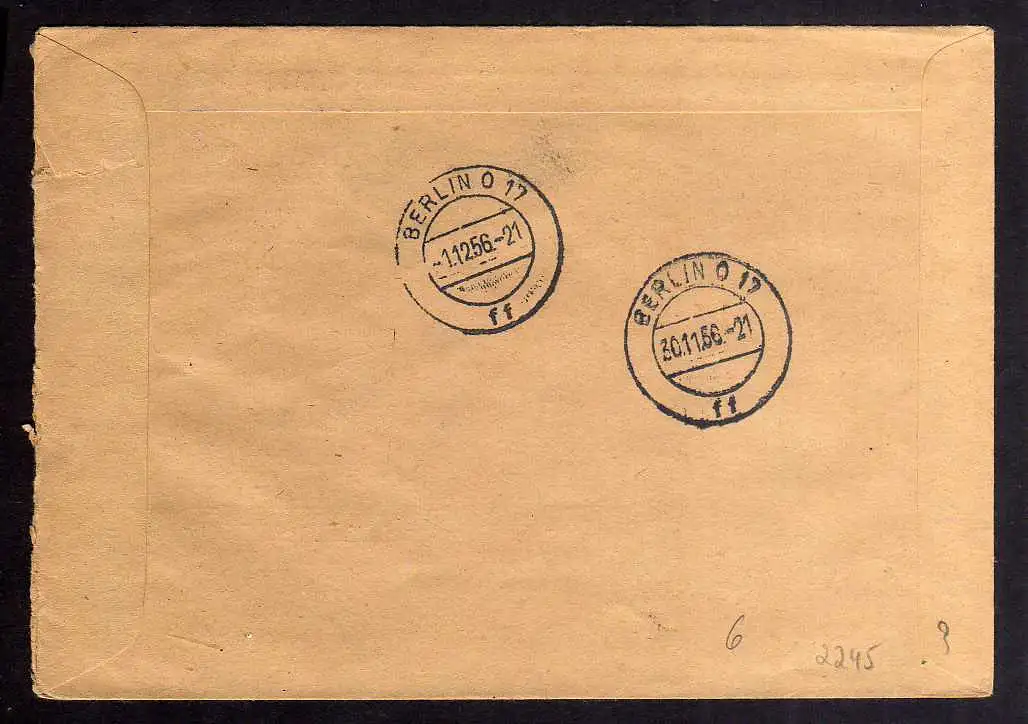 BERLIN O 17
-1.12.56.-21
ff
BERLIN O 17
30.11.56.-21
ff
6
2245